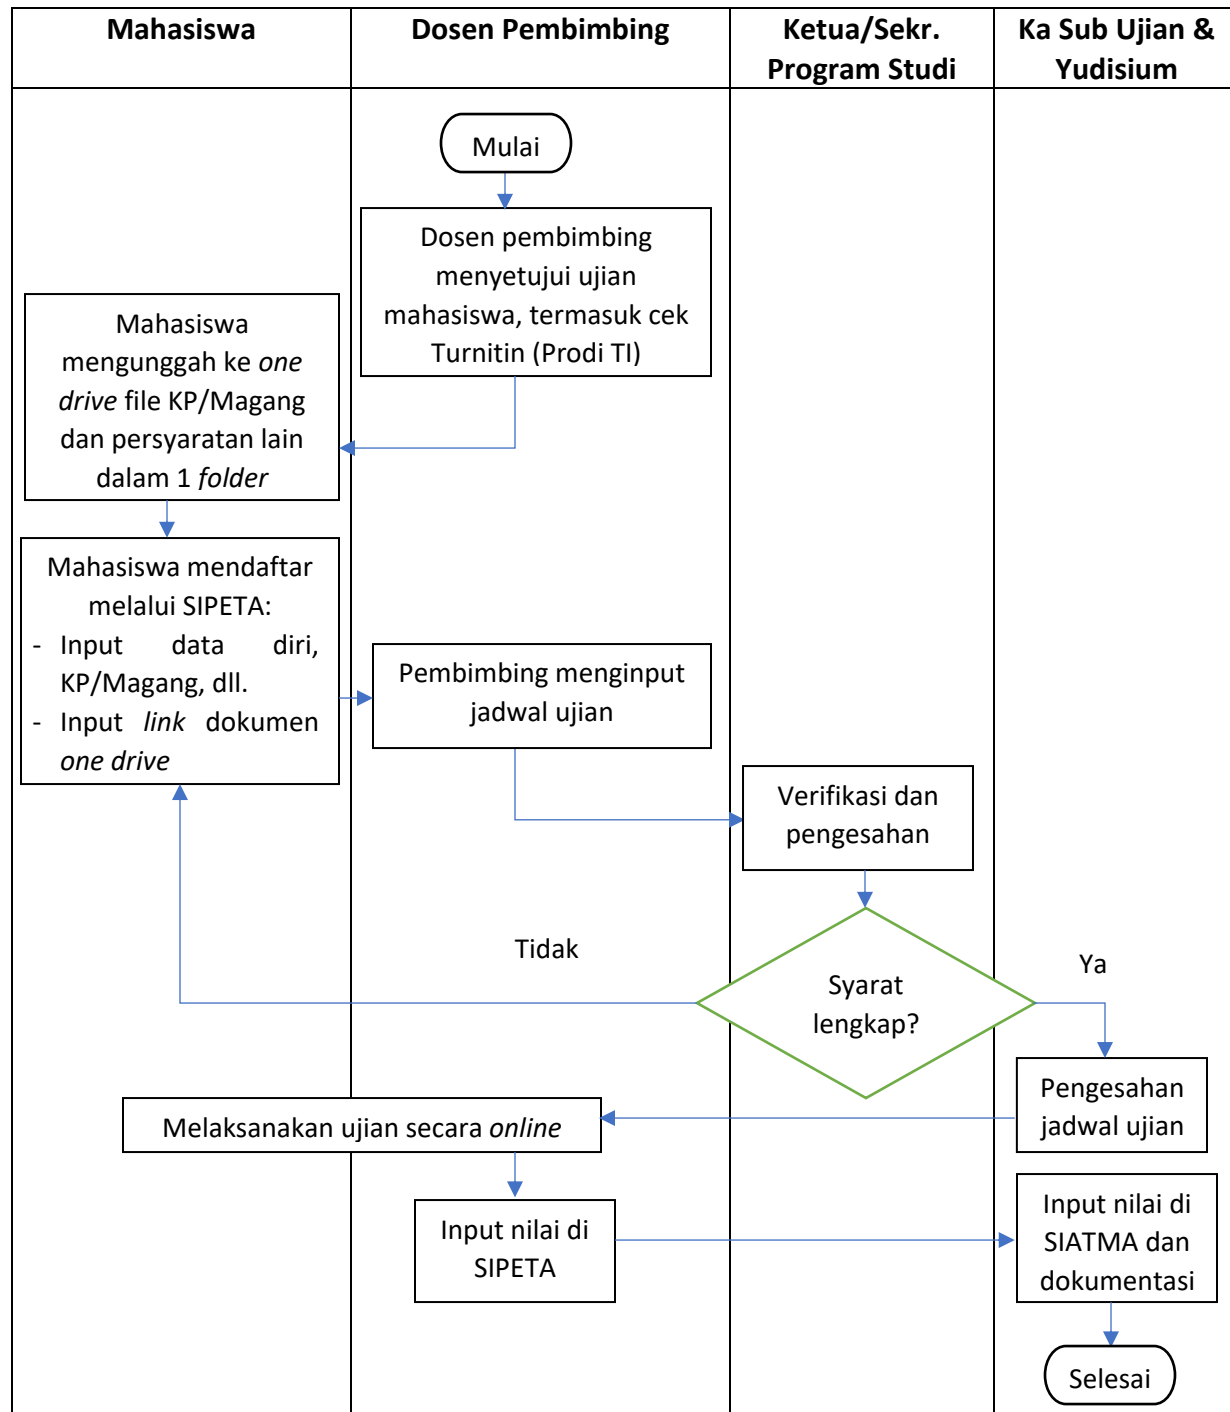 Mahasiswa
Dosen Pembimbing
Ketua/Sekr.
Program Studi
Ka Sub Ujian &
Yudisium
Mulai
Dosen pembimbing
menyetujui ujian
mahasiswa, termasuk cek
Turnitin (Prodi TI)
Mahasiswa
mengunggah ke one
drive file KP/Magang
dan persyaratan lain
dalam 1 folder
Mahasiswa mendaftar
melalui SIPETA:
- Input data diri,
KP/Magang, dll.
- Input link dokumen
one drive
Pembimbing menginput
jadwal ujian
Verifikasi dan
pengesahan
Syarat
lengkap?
Tidak
Ya
Pengesahan
jadwal ujian
Melaksanakan ujian secara online
Input nilai di
SIPETA
Input nilai di
SIATMA dan
dokumentasi
Selesai